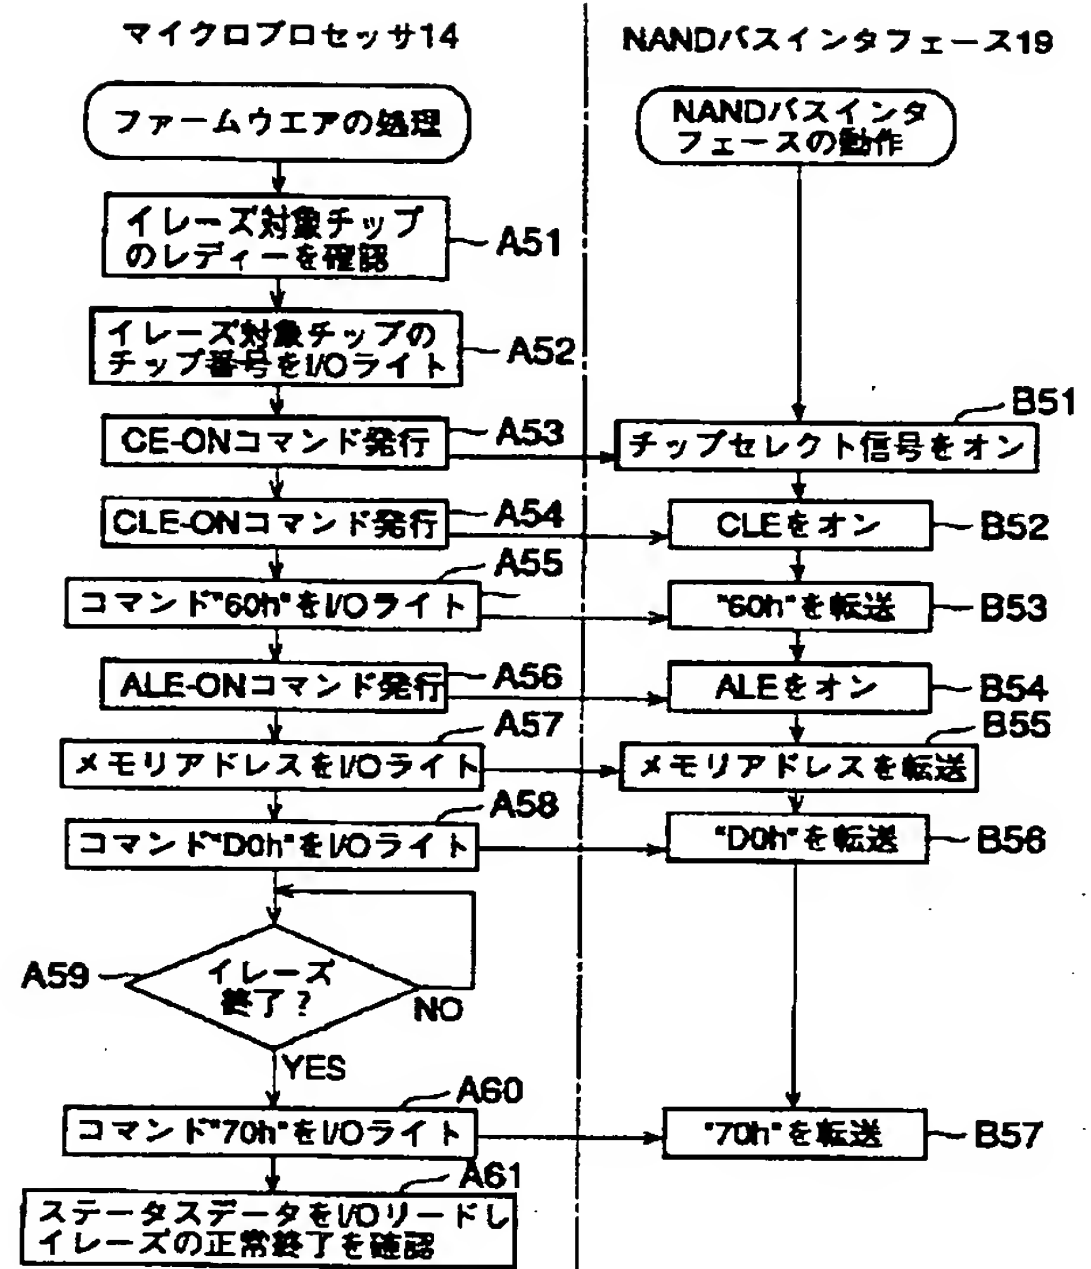 マイクロプロセッサ14
NANDバスインタフェース19
ファームウエアの処理
NANDバスインタ
フェースの動作
イレーズ対象チップ
のレディーを確認
A51
イレーズ対象チップの
チップ番号をI/Oライト
A52
CE-ONコマンド発行
A53
チップセレクト信号をオン
B51
CLE-ONコマンド発行
A54
CLEをオン
B52
コマンド"60h"をI/Oライト
A55
"60h"を転送
B53
ALE-ONコマンド発行
A56
ALEをオン
B54
メモリアドレスをI/Oライト
A57
メモリアドレスを転送
B55
コマンド"D0h"をI/Oライト
A58
"D0h"を転送
B56
イレーズ
終了?
A59
NO
YES
コマンド"70h"をI/Oライト
A60
"70h"を転送
B57
ステータスデータをI/Oリードし
イレーズの正常終了を確認
A61